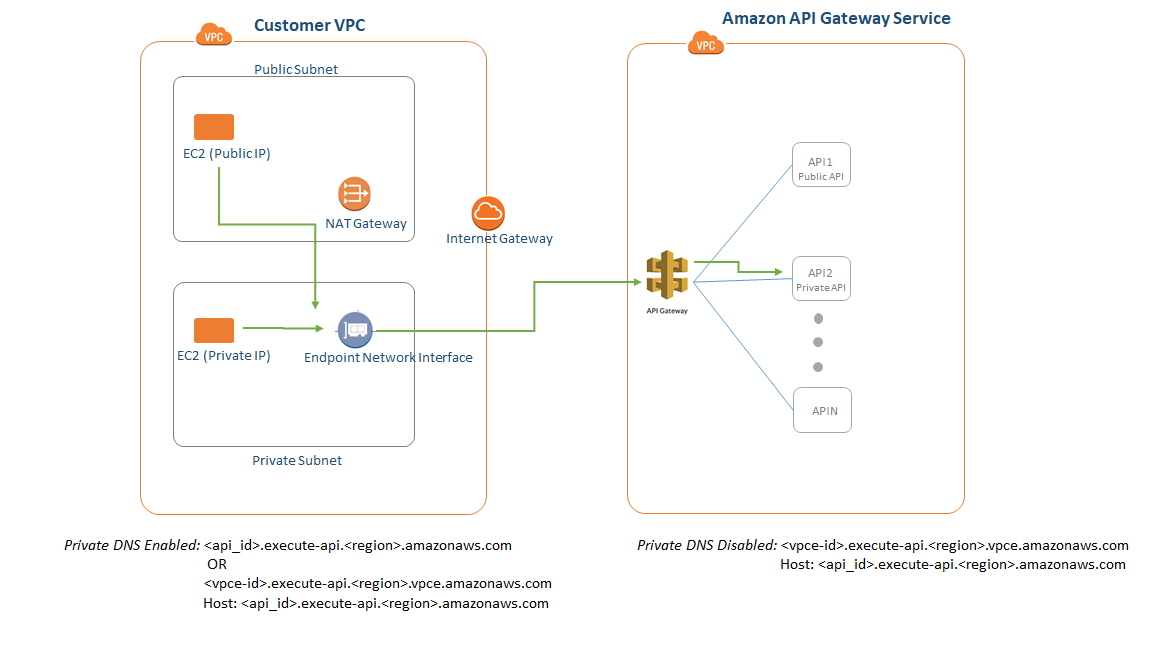 Customer VPC
Amazon API Gateway Service
VPC
VPC
Public Subnet
EC2 (Public IP)
NAT Gateway
Internet Gateway
EC2 (Private IP)
Endpoint Network Interface
Private Subnet
API1
Public API
API Gateway
API2
Private API
APIN
Private DNS Enabled: <api_id>.execute-api.<region>.amazonaws.com
OR
<vpce-id>.execute-api.<region>.vpce.amazonaws.com
Host: <api_id>.execute-api.<region>.amazonaws.com
Private DNS Disabled: <vpce-id>.execute-api.<region>.vpce.amazonaws.com
Host: <api_id>.execute-api.<region>.amazonaws.com